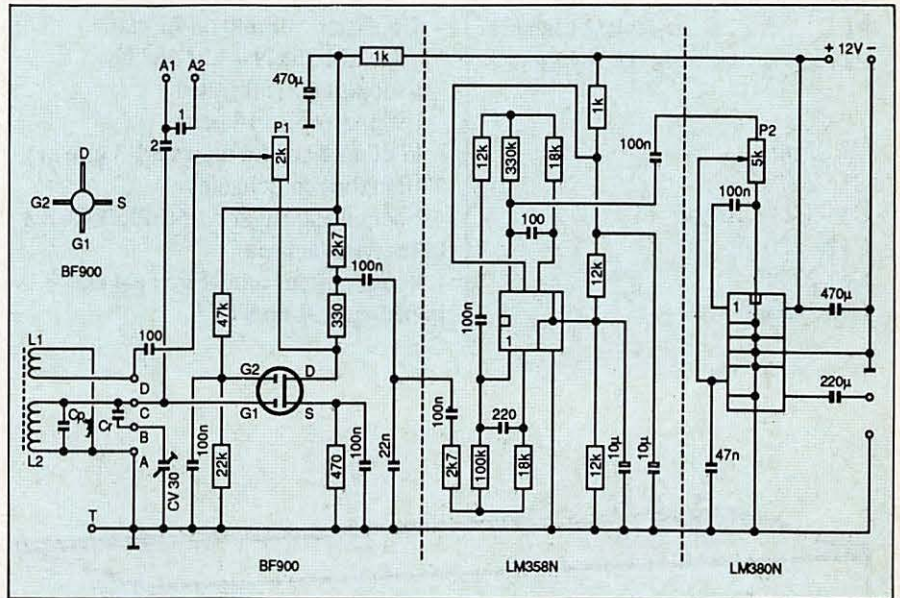 A1 A2
1k
+ 12V –
470µ
1
1k
2
P1
2k
12k
330k
18k
100n
P2
5k
D
G2 S
G1
BF900
100n
100
2k7
100n
12k
47k
100n
1
470µ
L1
100
330
1
D
G2 D
G1 S
220µ
Cp
C
Cr
B
L2
A
100n
220
100n
CV 30
22k
470
100n
22n
2k7
100k
18k
12k
10µ
10µ
47n
T
BF900
LM358N
LM380N